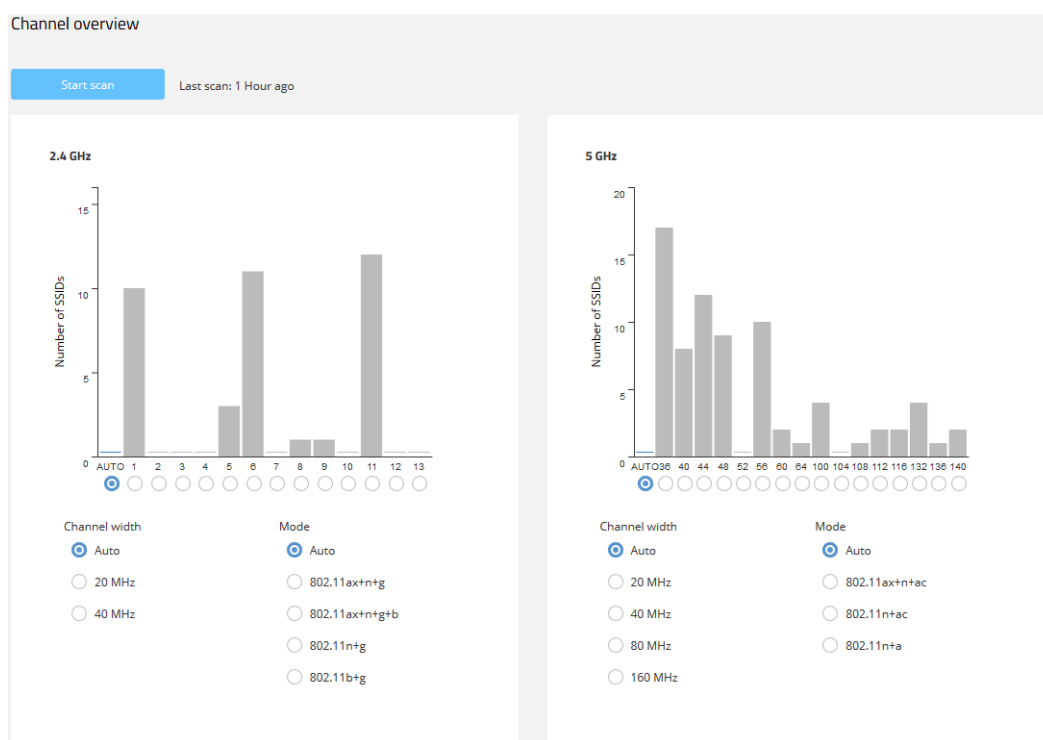 Channel overview
Start scan
Last scan: 1 Hour ago
2.4 GHz
Number of SSIDs
15
10
5
0
AUTO 1 2 3 4 5 6 7 8 9 10 11 12 13
Channel width
Auto
20 MHz
40 MHz
Mode
Auto
802.11ax+n+g
802.11ax+n+g+b
802.11n+g
802.11b+g
5 GHz
Number of SSIDs
20
15
10
5
0
AUTO 36 40 44 48 52 56 60 64 100 104 108 112 116 132 136 140
Channel width
Auto
20 MHz
40 MHz
80 MHz
160 MHz
Mode
Auto
802.11ax+n+ac
802.11n+ac
802.11n+a